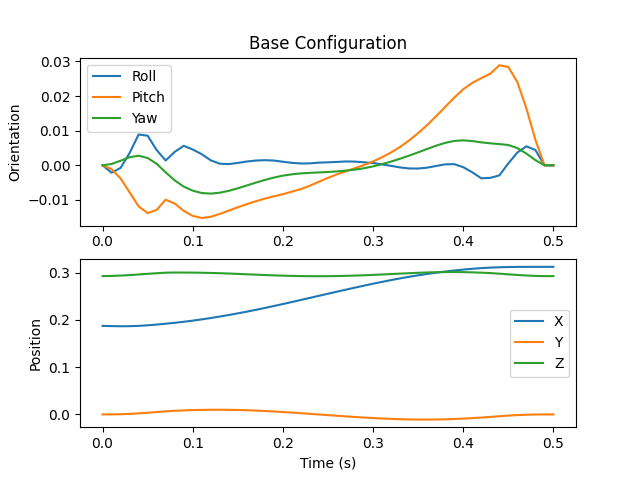 Base Configuration
Orientation
0.03
0.02
0.01
0.00
−0.01
Roll
Pitch
Yaw
0.0 0.1 0.2 0.3 0.4 0.5
Position
0.3
0.2
0.1
0.0
X
Y
Z
0.0 0.1 0.2 0.3 0.4 0.5
Time (s)